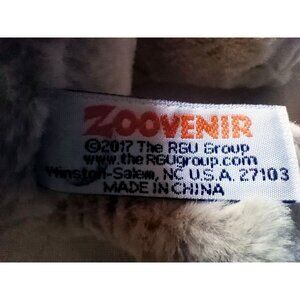 ZOOVENIR
©2017 The RGU Group
www.theRGUgroup.com
Winston-Salem, NC U.S.A. 27103
MADE IN CHINA